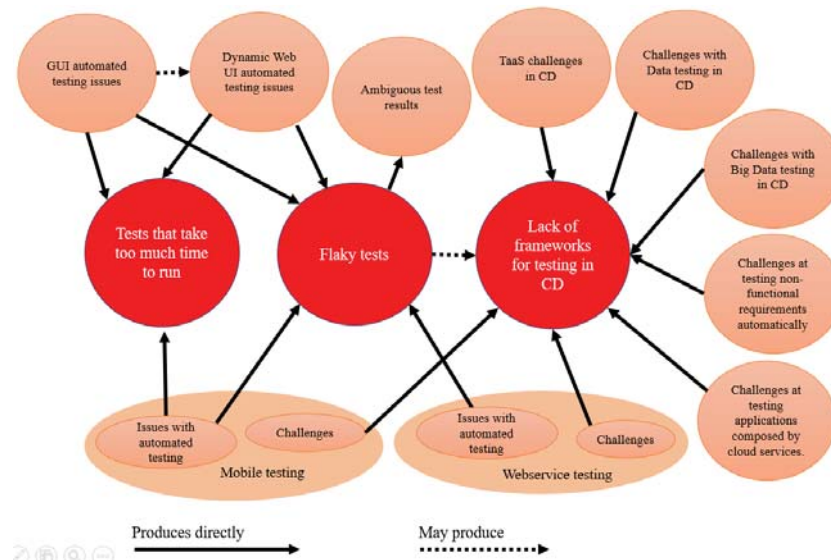 GUI automated
testing issues
Dynamic Web
UI automated
testing issues
Ambiguous test
results
TaaS challenges
in CD
Challenges with
Data testing in
CD
Challenges with
Big Data testing
in CD
Tests that take
too much time
to run
Flaky tests
Lack of
frameworks
for testing in
CD
Challenges at
testing non-
functional
requirements
automatically
Challenges at
testing
applications
composed by
cloud services.
Issues with
automated
testing
Challenges
Mobile testing
Issues with
automated
testing
Challenges
Webservice testing
Produces directly
May produce